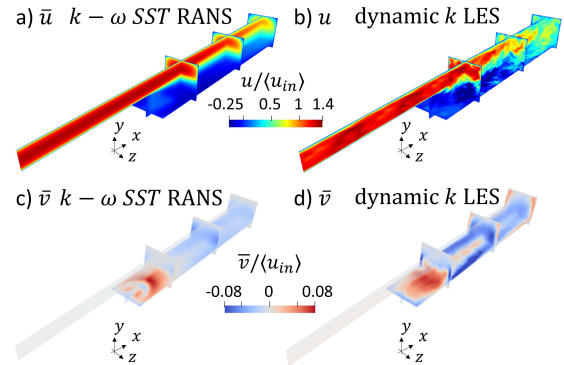 a) ū k − ω SST RANS
b) u dynamic k LES
u/⟨u_in⟩
-0.25 0.5 1 1.4
y x z
y x z
c) v̄ k − ω SST RANS
d) v̄ dynamic k LES
v̄/⟨u_in⟩
-0.08 0 0.08
y x z
y x z